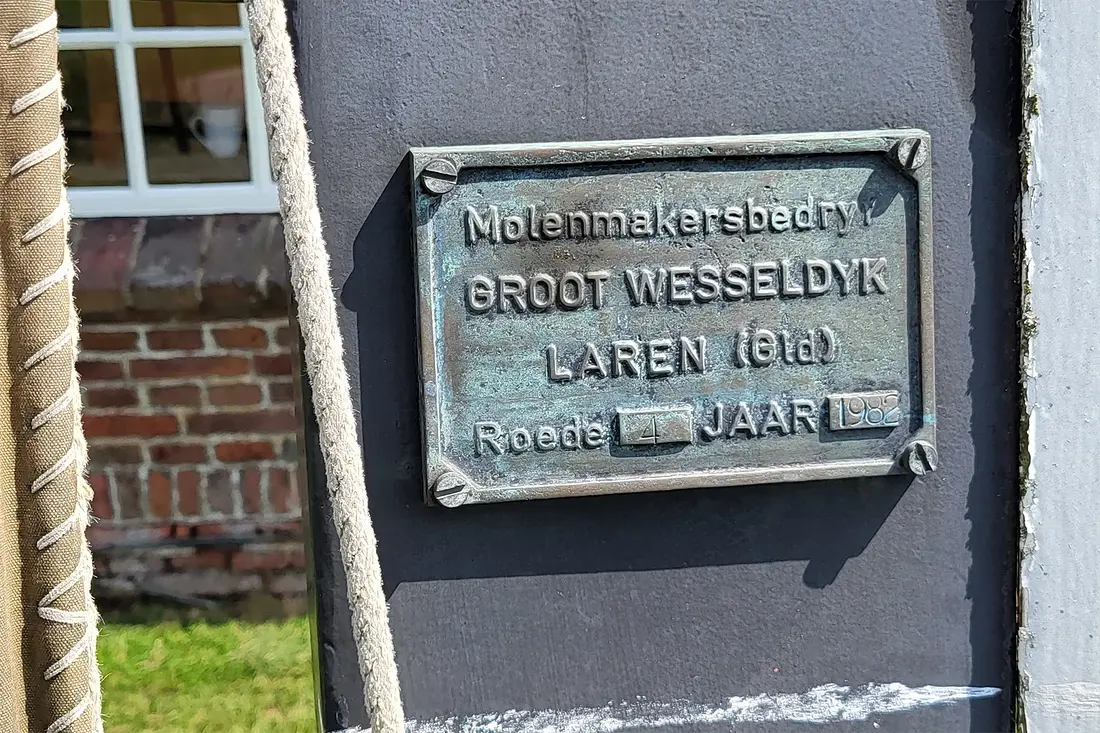 Molenmakersbedryf
GROOT WESSELDYK
LAREN (Gld)
Roede 4 JAAR 1982